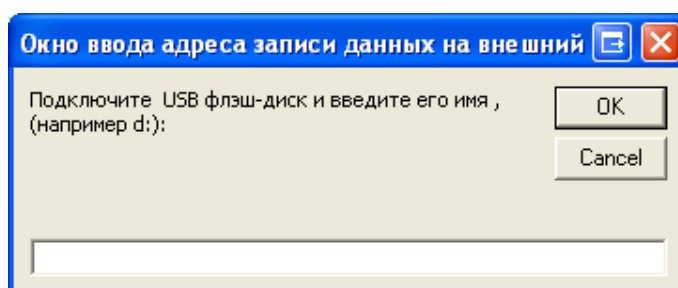 Окно ввода адреса записи данных на внешний
Подключите USB флэш-диск и введите его имя ,
(например d:):
OK
Cancel